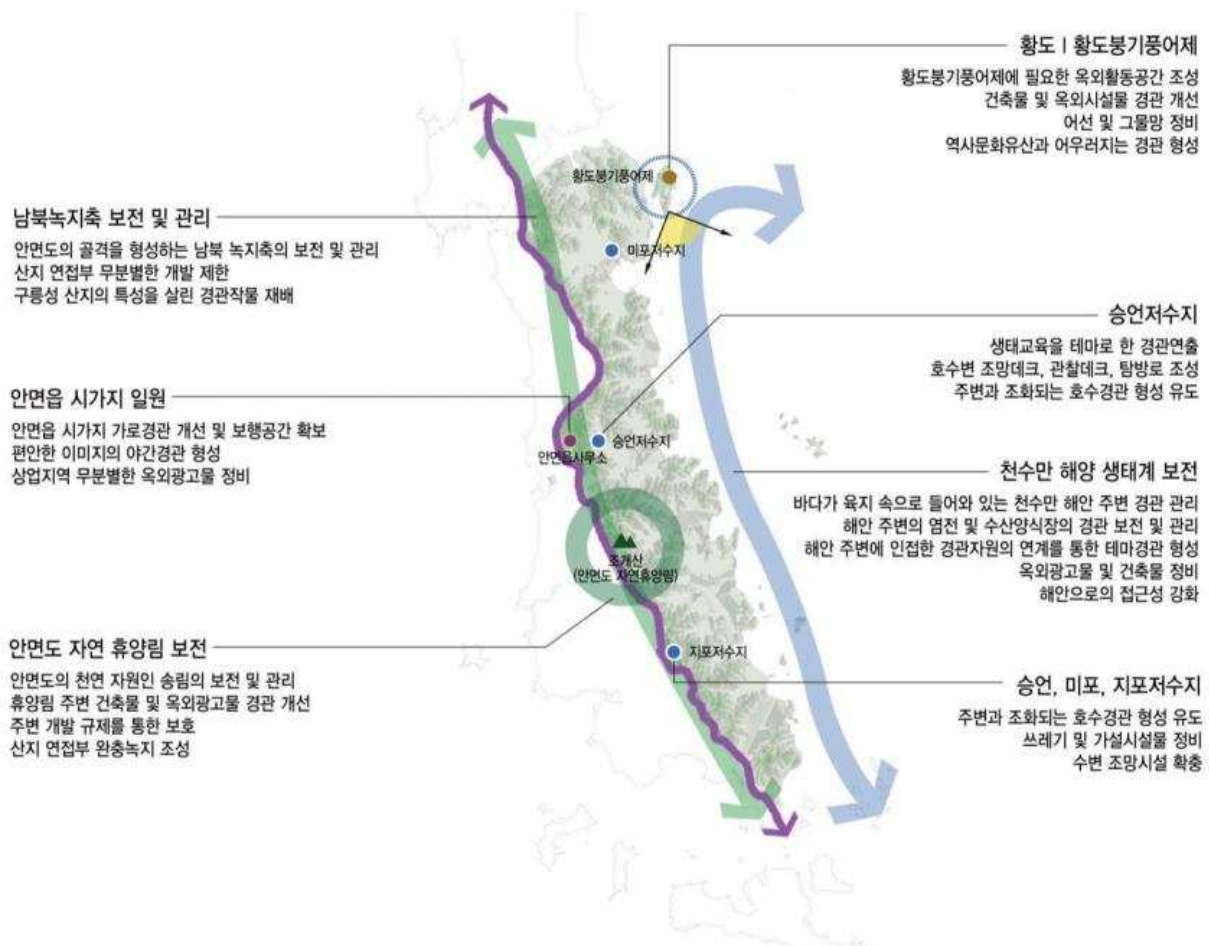 황도 | 황도붕기풍어제
황도붕기풍어제에 필요한 옥외활동공간 조성
건축물 및 옥외시설물 경관 개선
어선 및 그물망 정비
역사문화유산과 어우러지는 경관 형성
황도붕기풍어제
미포저수지
남북녹지축 보전 및 관리
안면도의 골격을 형성하는 남북 녹지축의 보전 및 관리
산지 연접부 무분별한 개발 제한
구릉성 산지의 특성을 살린 경관작물 재배
승언저수지
생태교육을 테마로 한 경관연출
호수변 조망데크, 관찰데크, 탐방로 조성
주변과 조화되는 호수경관 형성 유도
안면읍 시가지 일원
안면읍 시가지 가로경관 개선 및 보행공간 확보
편안한 이미지의 야간경관 형성
상업지역 무분별한 옥외광고물 정비
승언저수지
안면읍사무소
천수만 해양 생태계 보전
바다가 육지 속으로 들어와 있는 천수만 해안 주변 경관 관리
해안 주변의 염전 및 수산양식장의 경관 보전 및 관리
해안 주변에 인접한 경관자원의 연계를 통한 테마경관 형성
옥외광고물 및 건축물 정비
해안으로의 접근성 강화
조개산
(안면도 자연휴양림)
안면도 자연 휴양림 보전
안면도의 천연 자원인 송림의 보전 및 관리
휴양림 주변 건축물 및 옥외광고물 경관 개선
주변 개발 규제를 통한 보호
산지 연접부 완충녹지 조성
지포저수지
승언, 미포, 지포저수지
주변과 조화되는 호수경관 형성 유도
쓰레기 및 가설시설물 정비
수변 조망시설 확충